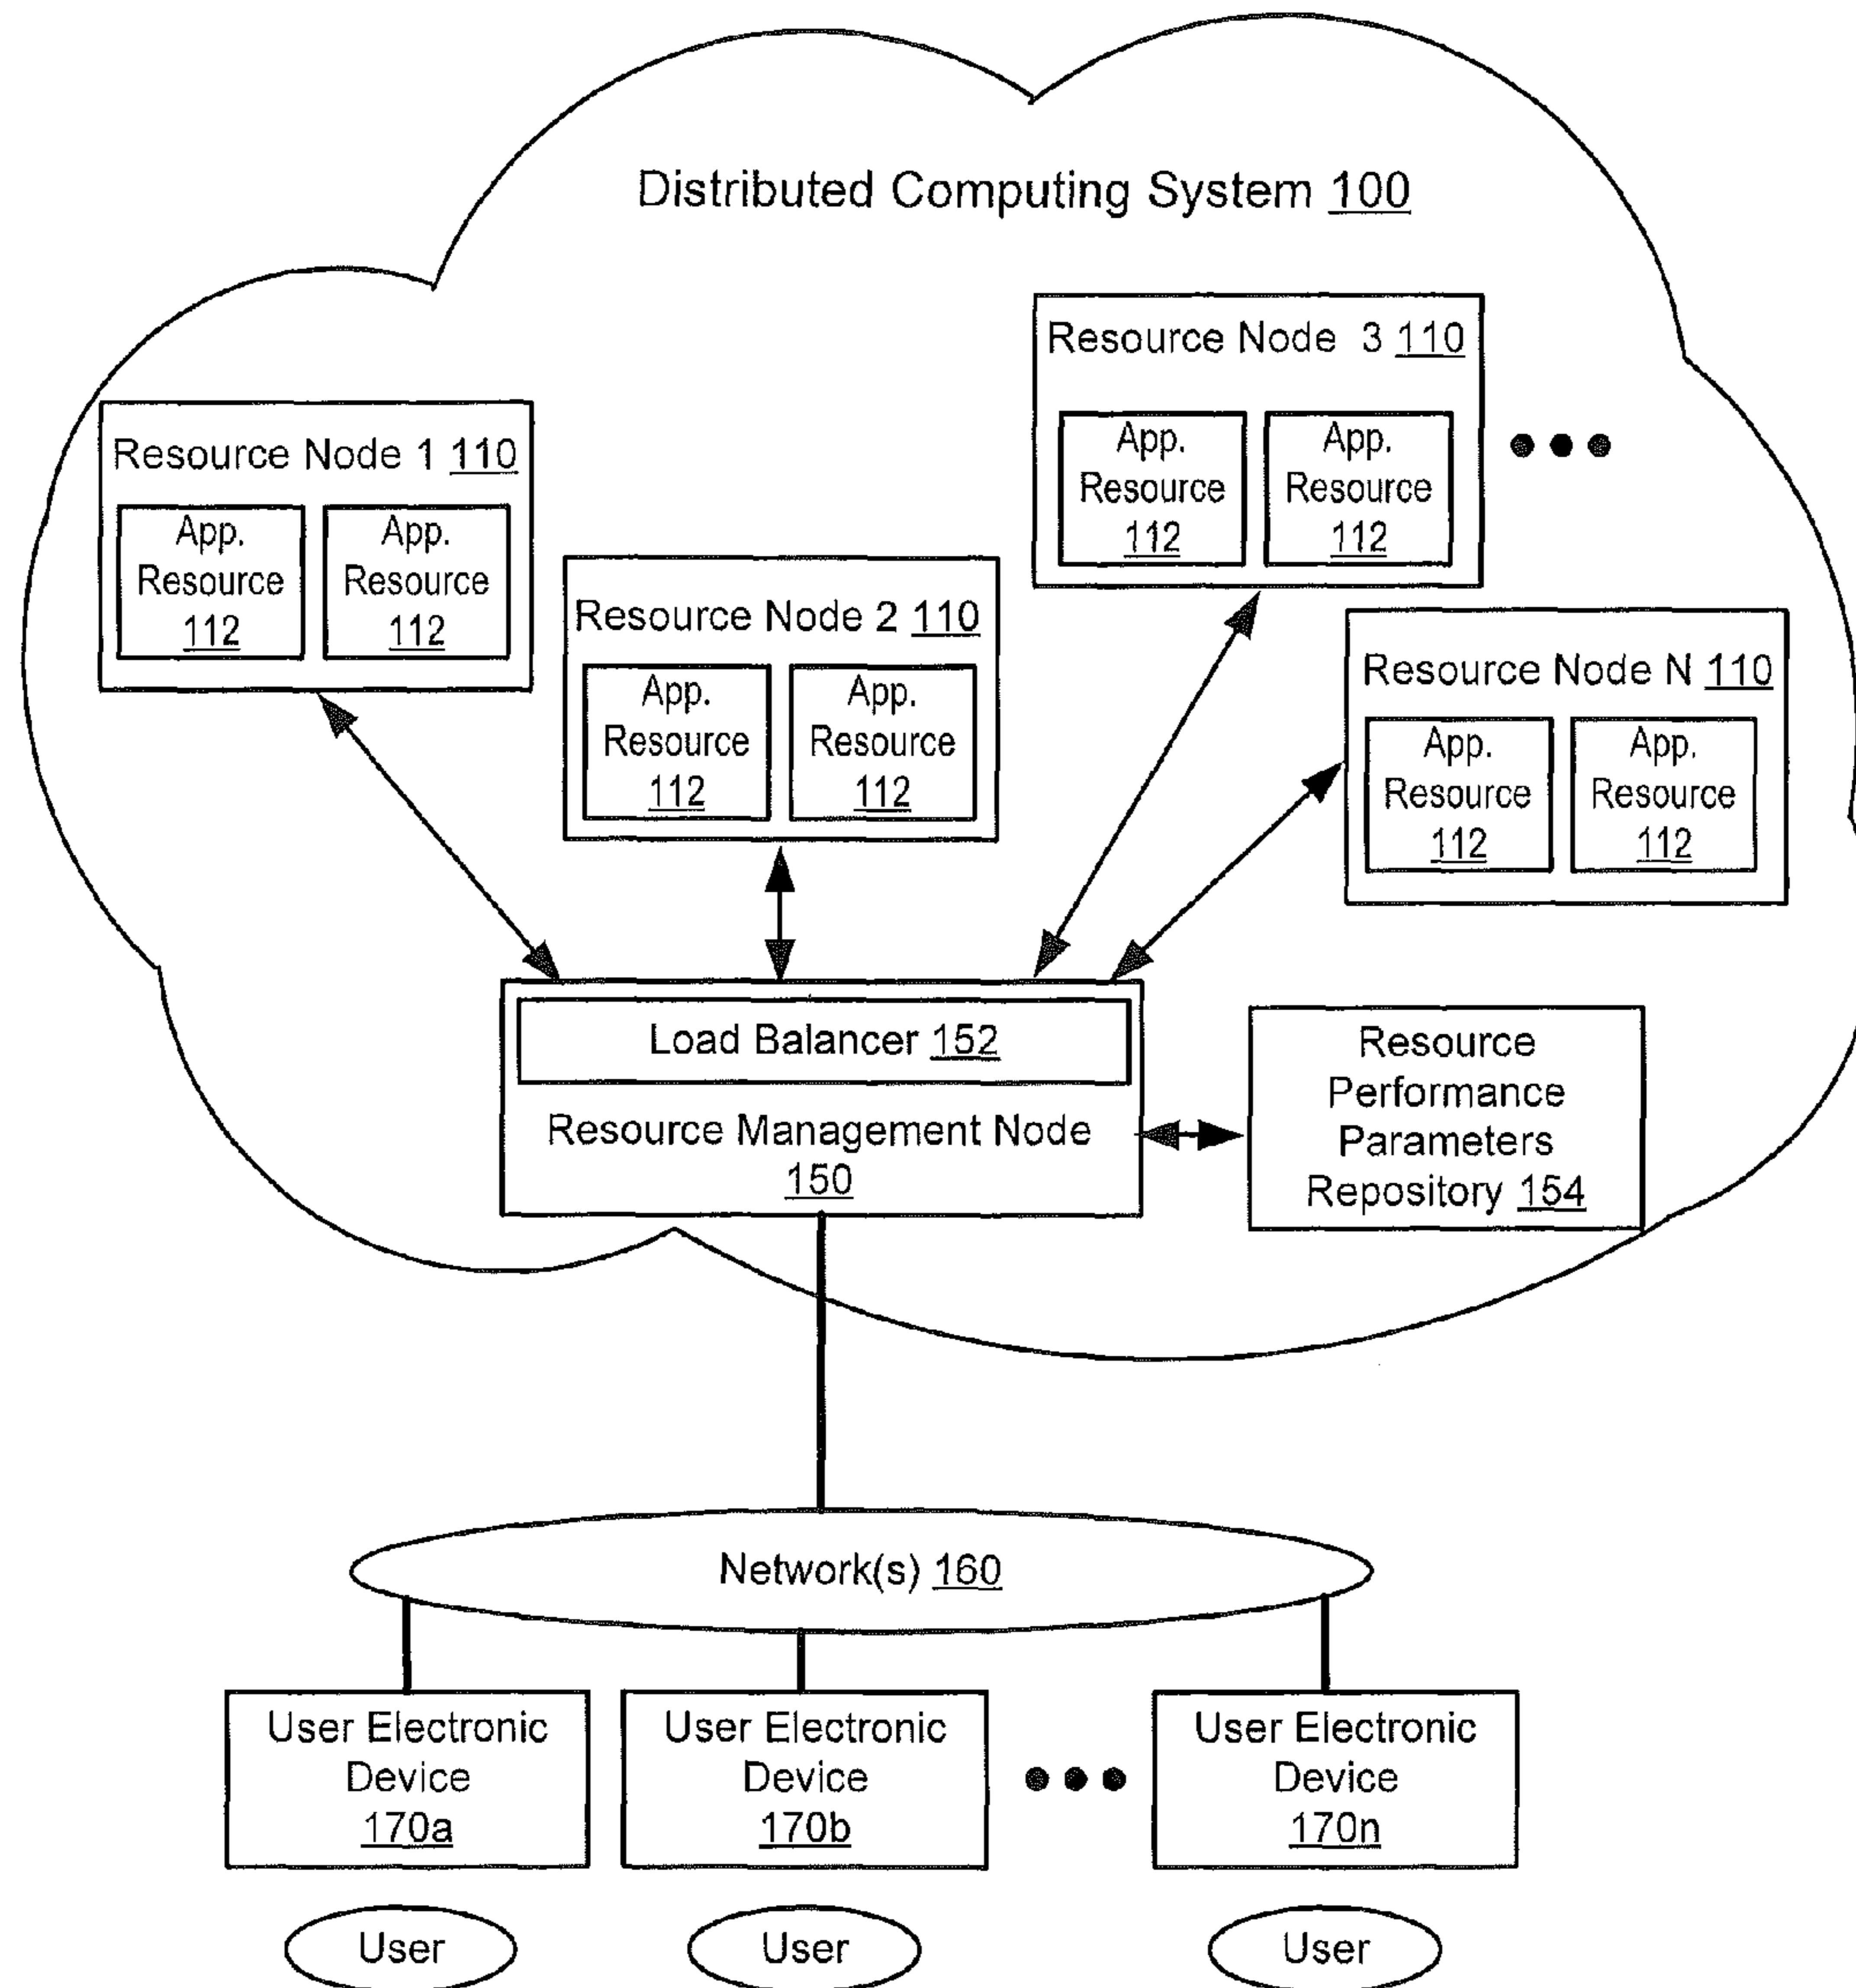 Distributed Computing System 100
Resource Node 3 110
App.
Resource
112
App.
Resource
112
Resource Node 1 110
App.
Resource
112
App.
Resource
112
Resource Node 2 110
App.
Resource
112
App.
Resource
112
Resource Node N 110
App.
Resource
112
App.
Resource
112
Load Balancer 152
Resource Management Node
150
Resource
Performance
Parameters
Repository 154
Network(s) 160
User Electronic
Device
170a
User Electronic
Device
170b
User Electronic
Device
170n
User
User
User